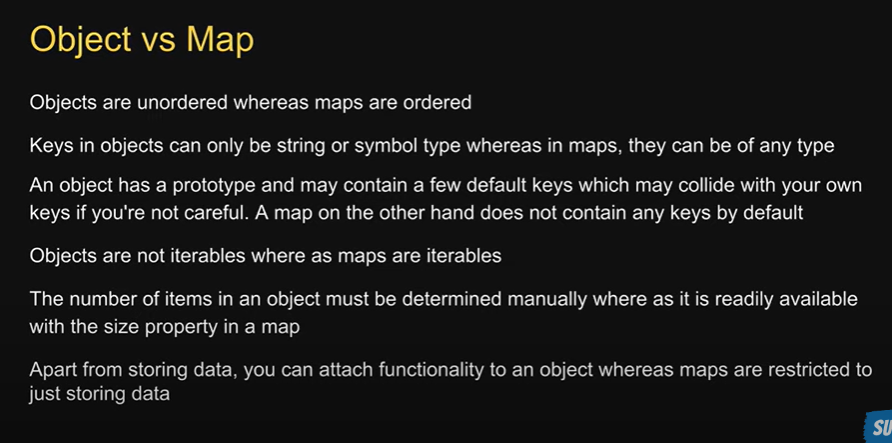 Object vs Map
Objects are unordered whereas maps are ordered
Keys in objects can only be string or symbol type whereas in maps, they can be of any type
An object has a prototype and may contain a few default keys which may collide with your own
keys if you're not careful. A map on the other hand does not contain any keys by default
Objects are not iterables where as maps are iterables
The number of items in an object must be determined manually where as it is readily available
with the size property in a map
Apart from storing data, you can attach functionality to an object whereas maps are restricted to
just storing data